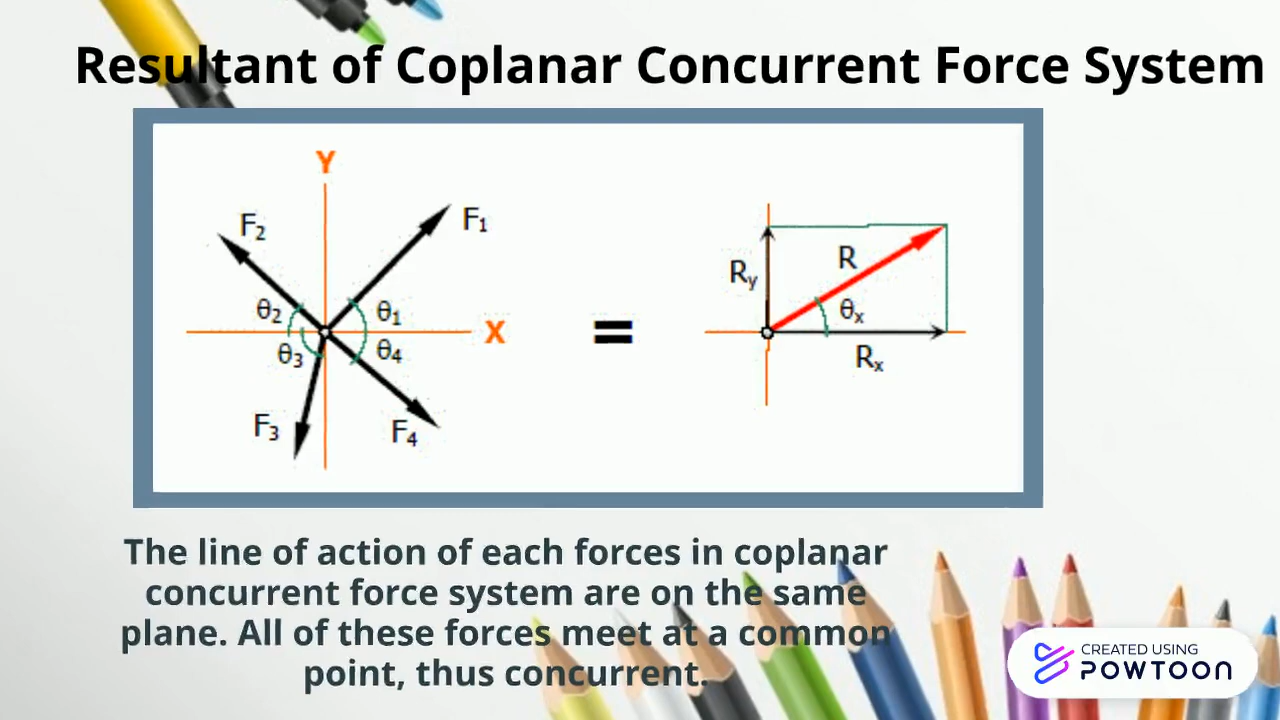 Resultant of Coplanar Concurrent Force System
Y
F₂
F₁
θ₂
θ₁
X
θ₃
θ₄
F₃
F₄
=
R
Rᵧ
θₓ
Rₓ
The line of action of each forces in coplanar
concurrent force system are on the same
plane. All of these forces meet at a common
point, thus concurrent.
CREATED USING
POWTOON